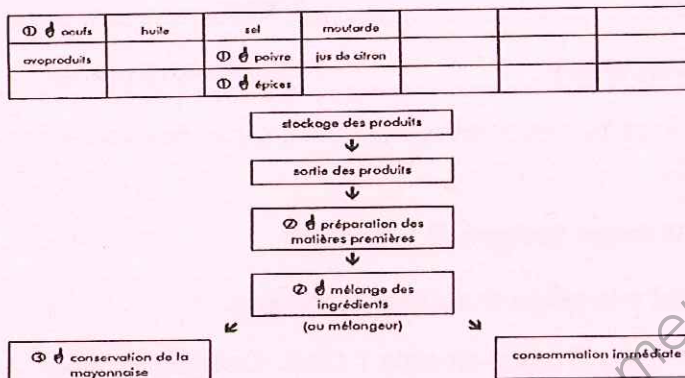 ① oeufs huile sel moutarde
ovoproduits ① poivre jus de citron
① épices
stockage des produits
sortie des produits
② préparation des
matières premières
② mélange des
ingrédients
(au mélangeur)
③ conservation de la
mayonnaise
consommation immédiate